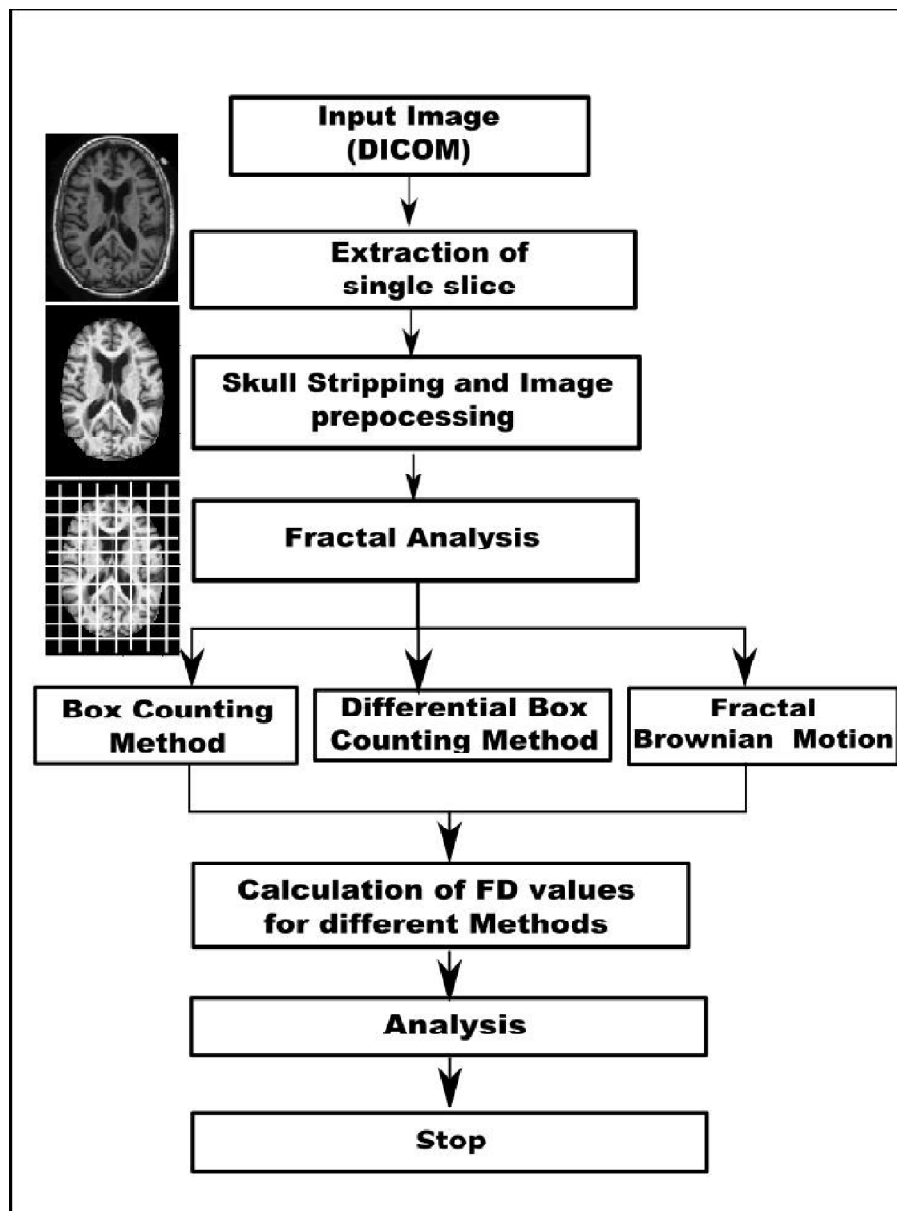 Input Image
(DICOM)
Extraction of
single slice
Skull Stripping and Image
prepocessing
Fractal Analysis
Box Counting
Method
Differential Box
Counting Method
Fractal
Brownian Motion
Calculation of FD values
for different Methods
Analysis
Stop